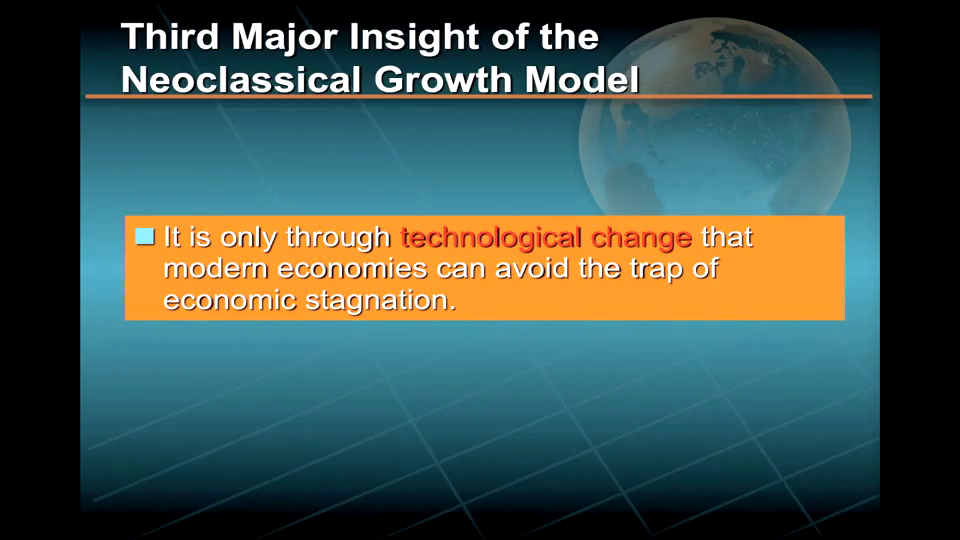 Third Major Insight of the
Neoclassical Growth Model
It is only through technological change that
modern economies can avoid the trap of
economic stagnation.